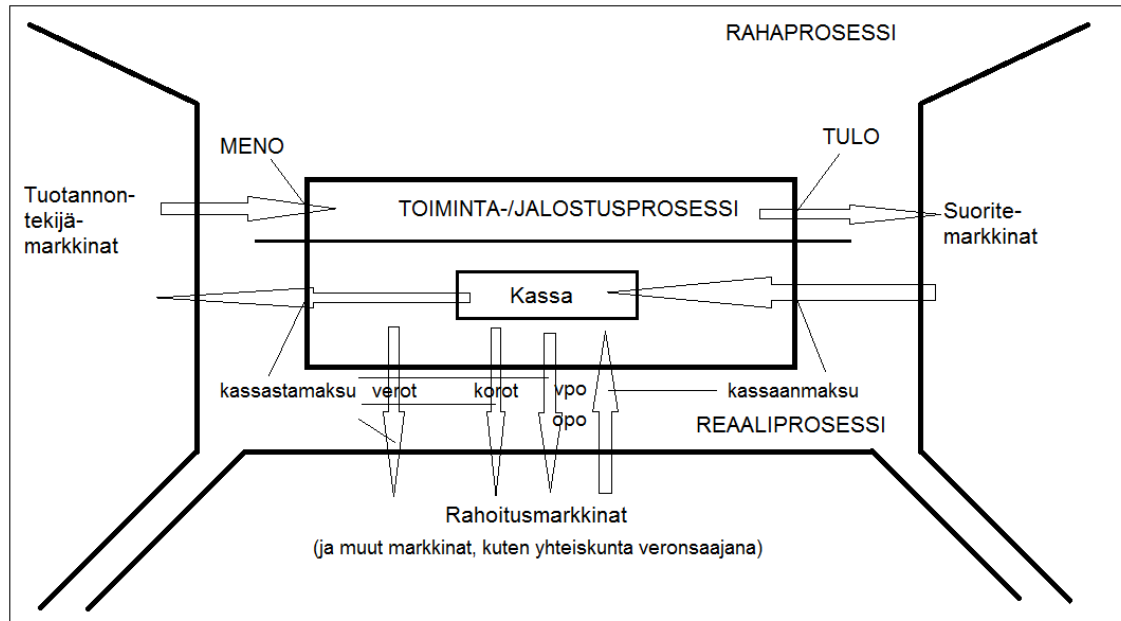 RAHAPROSESSI
MENO
TULO
Tuotannon-
tekijä-
markkinat
TOIMINTA-/JALOSTUSPROSESSI
Suorite-
markkinat
Kassa
kassastamaksu
verot
korot
vpo
opo
kassaanmaksu
REAALIPROSESSI
Rahoitusmarkkinat
(ja muut markkinat, kuten yhteiskunta veronsaajana)